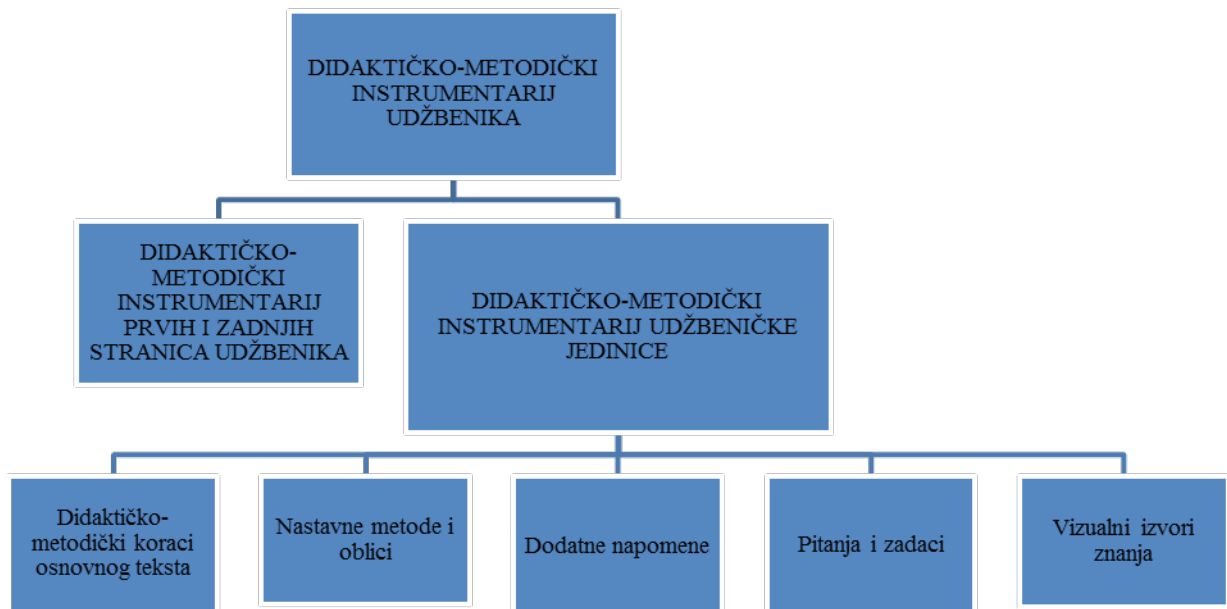 DIDAKTIČKO-METODIČKI
INSTRUMENTARIJ
UDŽBENIKA
DIDAKTIČKO-
METODIČKI
INSTRUMENTARIJ
PRVIH I ZADNJIH
STRANICA UDŽBENIKA
DIDAKTIČKO-METODIČKI
INSTRUMENTARIJ UDŽBENIČKE
JEDINICE
Didaktičko-
metodički koraci
osnovnog teksta
Nastavne metode i
oblici
Dodatne napomene
Pitanja i zadaci
Vizualni izvori
znanja